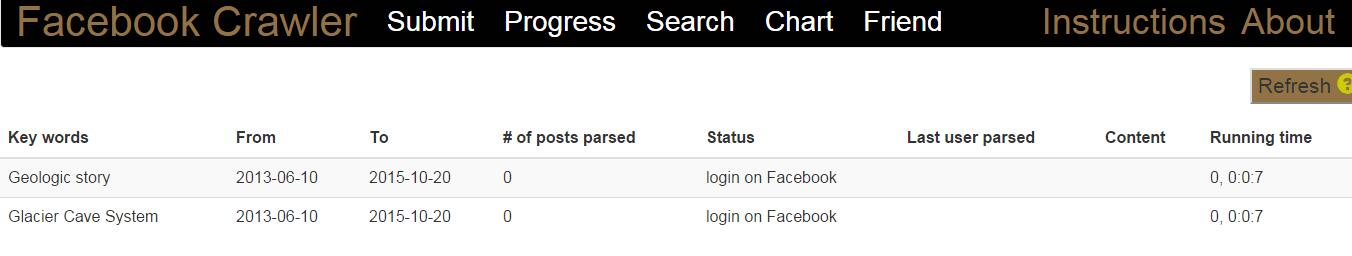 Facebook Crawler Submit Progress Search Chart Friend Instructions About
Refresh ?
Key words From To # of posts parsed Status Last user parsed Content Running time
Geologic story 2013-06-10 2015-10-20 0 login on Facebook 0, 0:0:7
Glacier Cave System 2013-06-10 2015-10-20 0 login on Facebook 0, 0:0:7